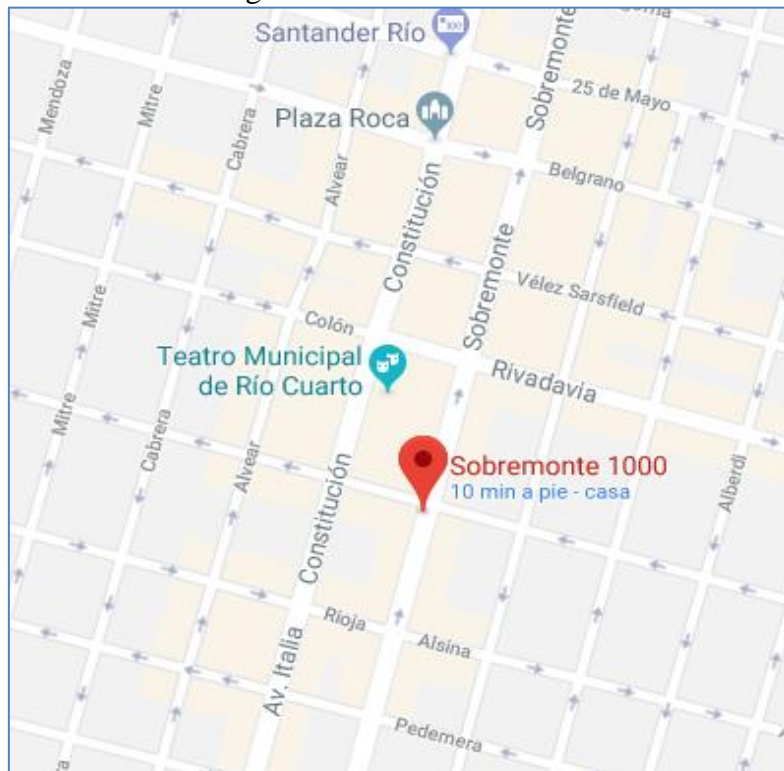 Santander Río
Sobremonte
25 de Mayo
Mendoza
Mitre
Plaza Roca
Cabrera
Belgrano
Alvear
Constitución
Sobremonte
Vélez Sarsfield
Colón
Mitre
Teatro Municipal
de Río Cuarto
Rivadavia
Cabrera
Alvear
Sobremonte 1000
10 min a pie - casa
Alberdi
Constitución
Rioja
Alsina
Av. Italia
Pedernera